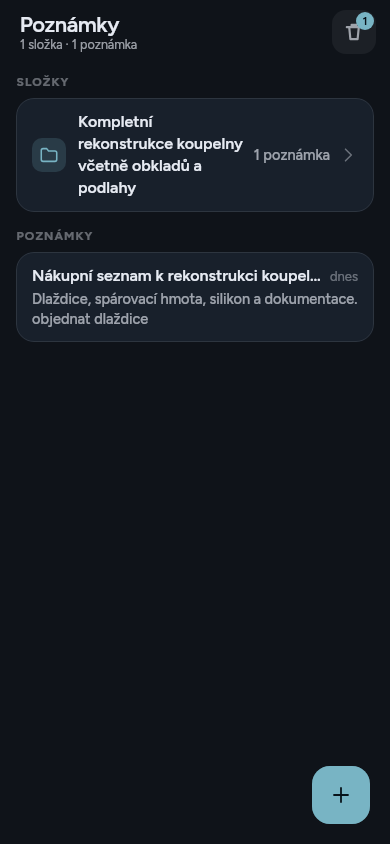 Poznámky
1 složka · 1 poznámka
1
SLOŽKY
Kompletní
rekonstrukce koupelny
včetně obkladů a
podlahy
1 poznámka
POZNÁMKY
Nákupní seznam k rekonstrukci koupel...
dnes
Dlaždice, spárovací hmota, silikon a dokumentace.
objednat dlaždice